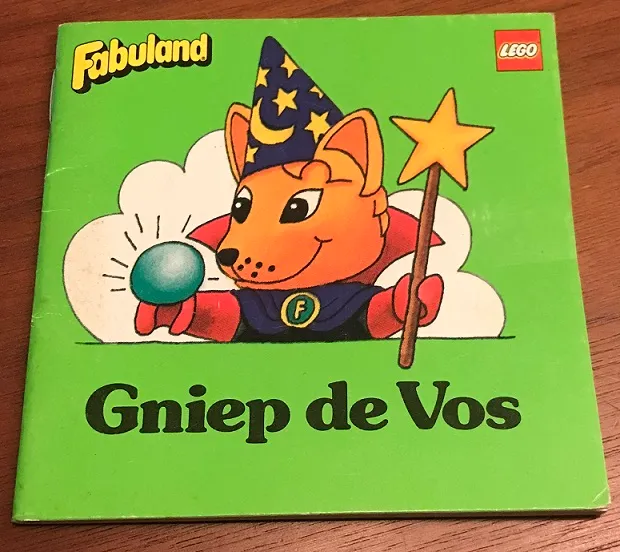 Fabuland
LEGO
F
Gniep de Vos